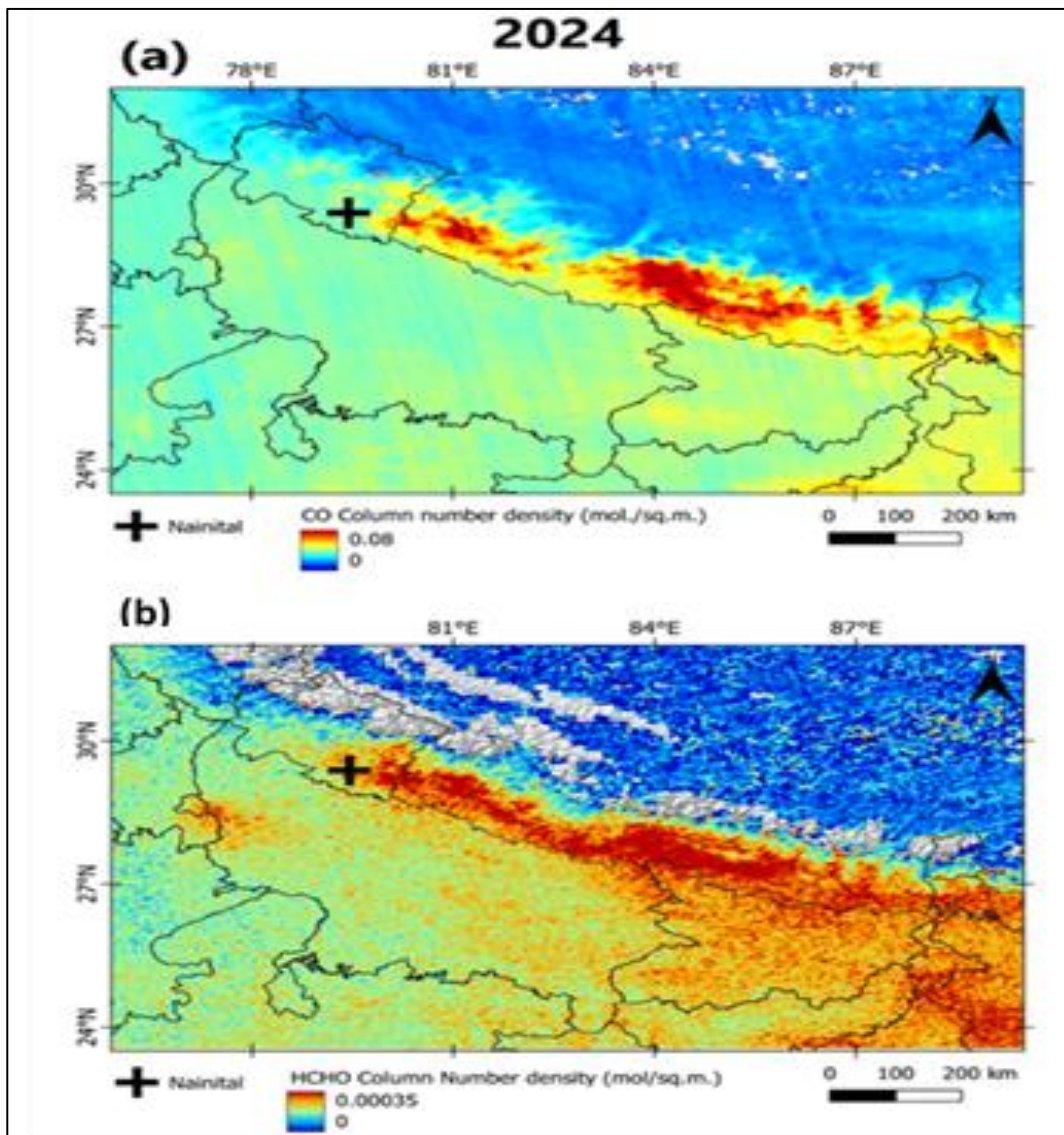 2024
(a)
78°E 81°E 84°E 87°E
30°N
27°N
24°N
Nainital
CO Column number density (mol./sq.m.)
0.08
0
0 100 200 km
(b)
81°E 84°E 87°E
30°N
27°N
24°N
Nainital
HCHO Column Number density (mol/sq.m.)
0.00035
0
0 100 200 km